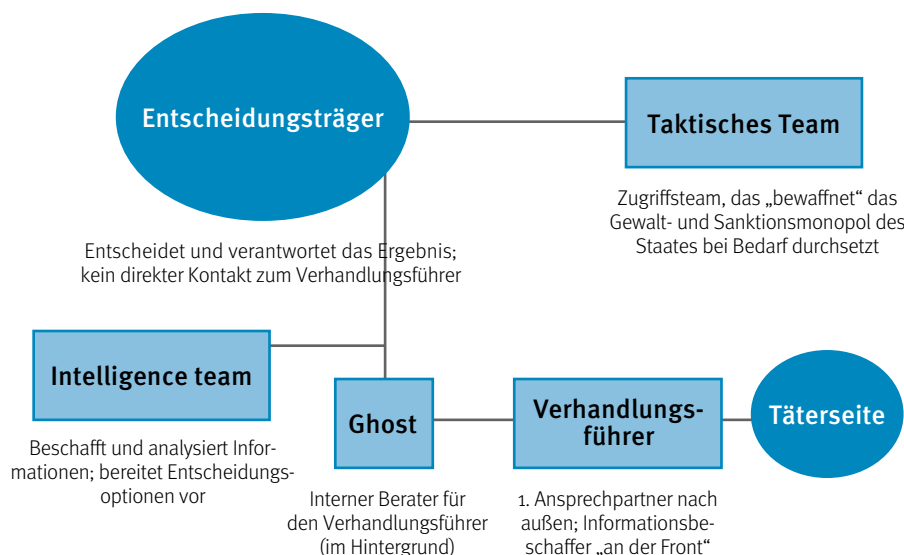 Entscheidungsträger
Taktisches Team
Zugriffsteam, das „bewaffnet“ das
Gewalt- und Sanktionsmonopol des
Staates bei Bedarf durchsetzt
Entscheidet und verantwortet das Ergebnis;
kein direkter Kontakt zum Verhandlungsführer
Intelligence team
Beschafft und analysiert Infor-
mationen; bereitet Entscheidungs-
optionen vor
Ghost
Interner Berater für
den Verhandlungsführer
(im Hintergrund)
Verhandlungs-
führer
1. Ansprechpartner nach
außen; Informationsbe-
schaffer „an der Front“
Täterseite